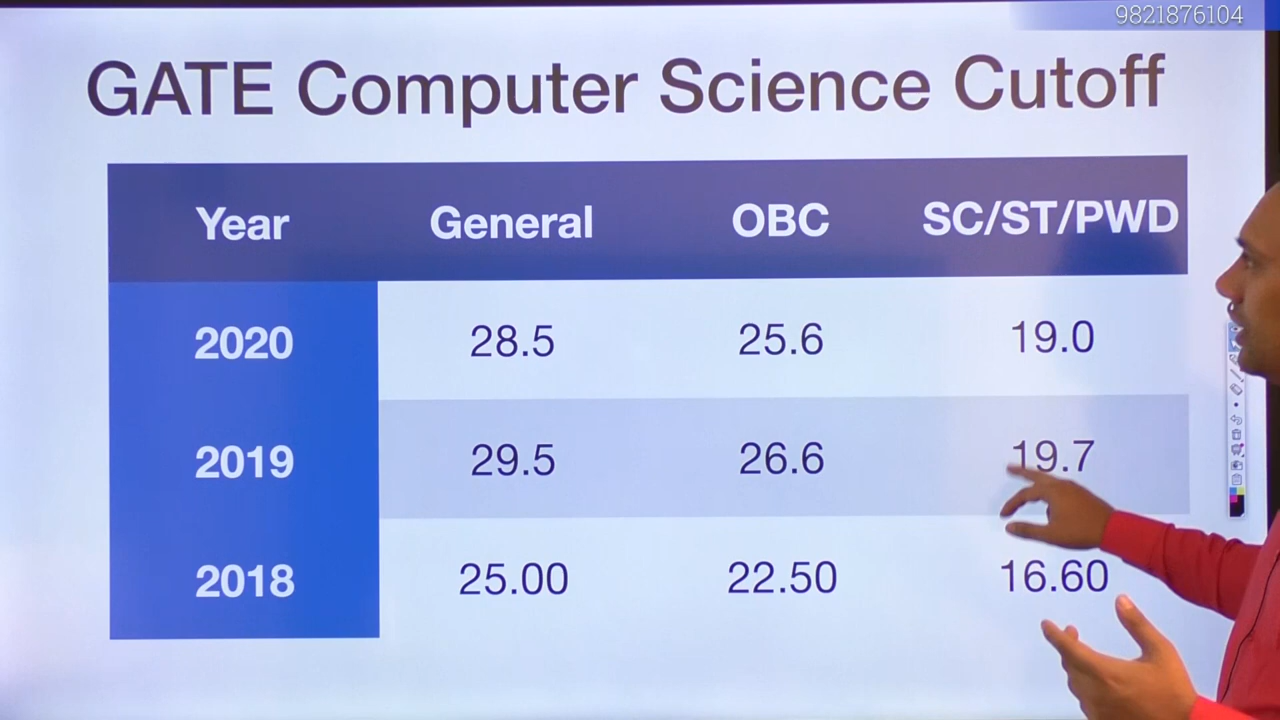 9821876104
GATE Computer Science Cutoff
Year General OBC SC/ST/PWD
2020 28.5 25.6 19.0
2019 29.5 26.6 19.7
2018 25.00 22.50 16.60